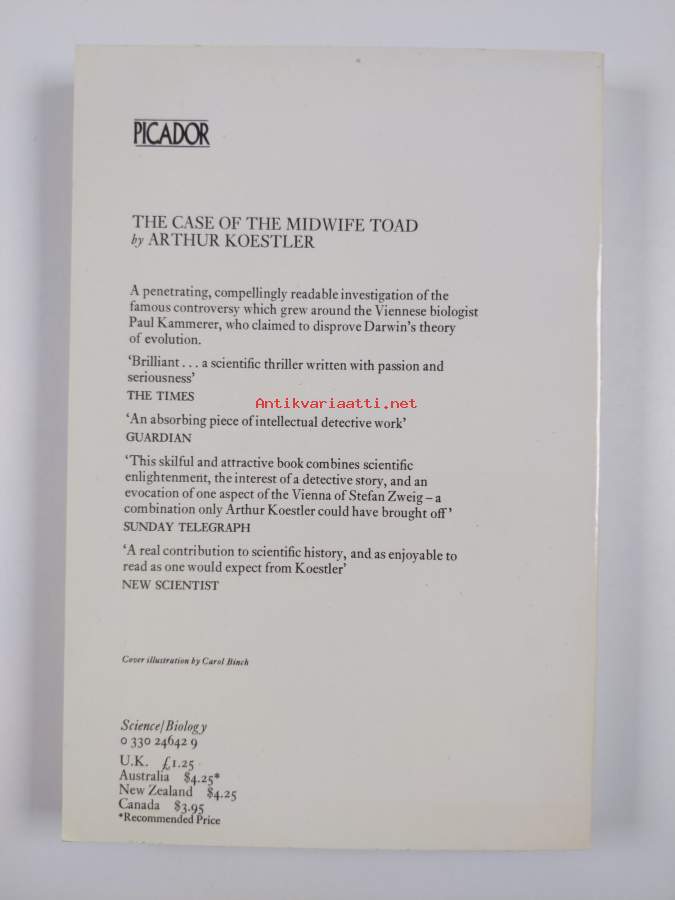 PICADOR
THE CASE OF THE MIDWIFE TOAD
by ARTHUR KOESTLER
A penetrating, compellingly readable investigation of the
famous controversy which grew around the Viennese biologist
Paul Kammerer, who claimed to disprove Darwin's theory
of evolution.
'Brilliant... a scientific thriller written with passion and
seriousness'
THE TIMES
Antikvariaatti.net
'An absorbing piece of intellectual detective work'
GUARDIAN
'This skilful and attractive book combines scientific
enlightenment, the interest of a detective story, and an
evocation of one aspect of the Vienna of Stefan Zweig – a
combination only Arthur Koestler could have brought off'
SUNDAY TELEGRAPH
'A real contribution to scientific history, and as enjoyable to
read as one would expect from Koestler'
NEW SCIENTIST
Cover illustration by Carol Binch
Science/Biology
0 330 24642 9
U.K. £1.25
Australia $4.25*
New Zealand $4.25
Canada $3.95
*Recommended Price